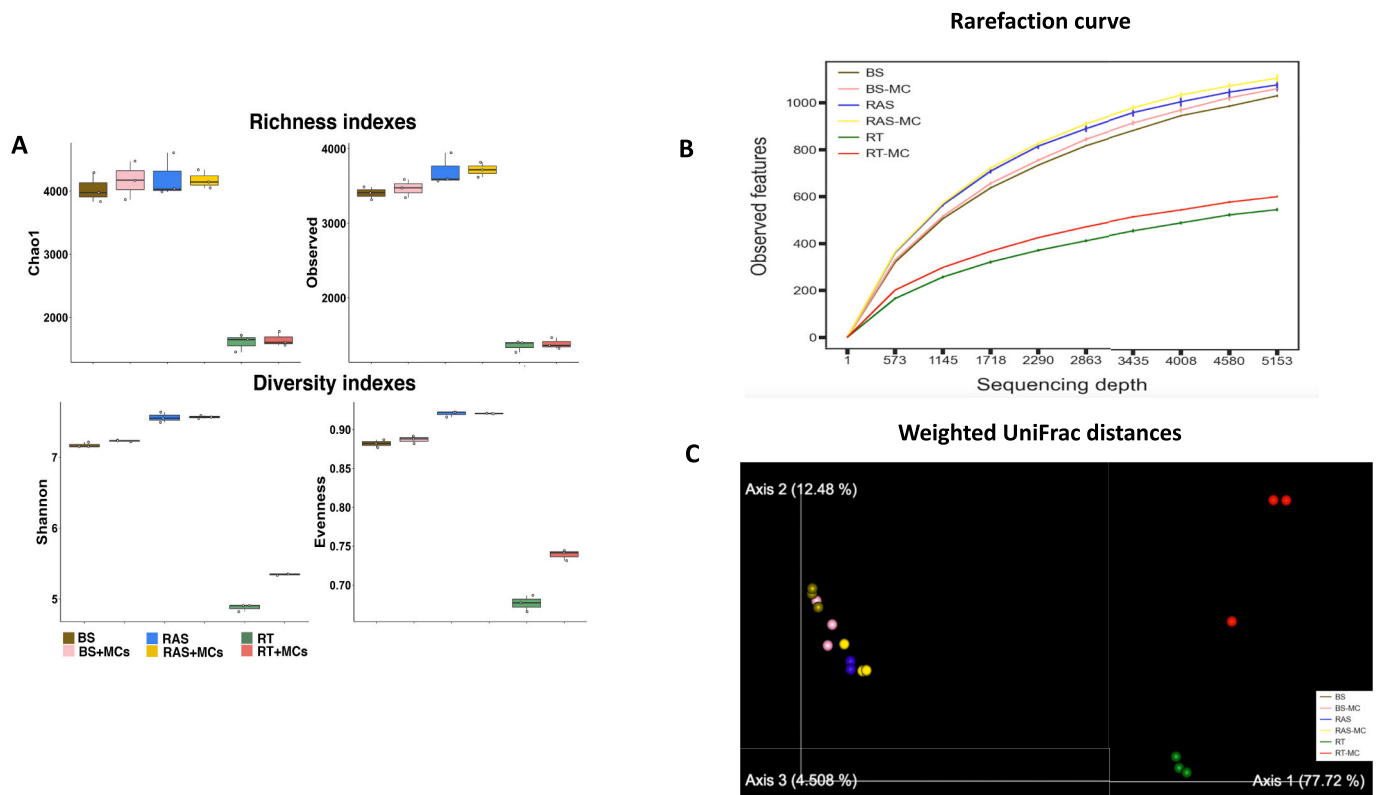 A
Richness indexes
Chao1
4000
3000
2000
Observed
4000
3000
2000
Diversity indexes
Shannon
7
6
5
Evenness
0.90
0.85
0.80
0.75
0.70
BS
BS+MCs
RAS
RAS+MCs
RT
RT+MCs
Rarefaction curve
B
BS
BS-MC
RAS
RAS-MC
RT
RT-MC
Observed features
1000
800
600
400
200
0
1 573 1145 1718 2290 2863 3435 4008 4580 5153
Sequencing depth
Weighted UniFrac distances
C
Axis 2 (12.48 %)
BS
BS-MC
RAS
RAS-MC
RT
RT-MC
Axis 3 (4.508 %)
Axis 1 (77.72 %)